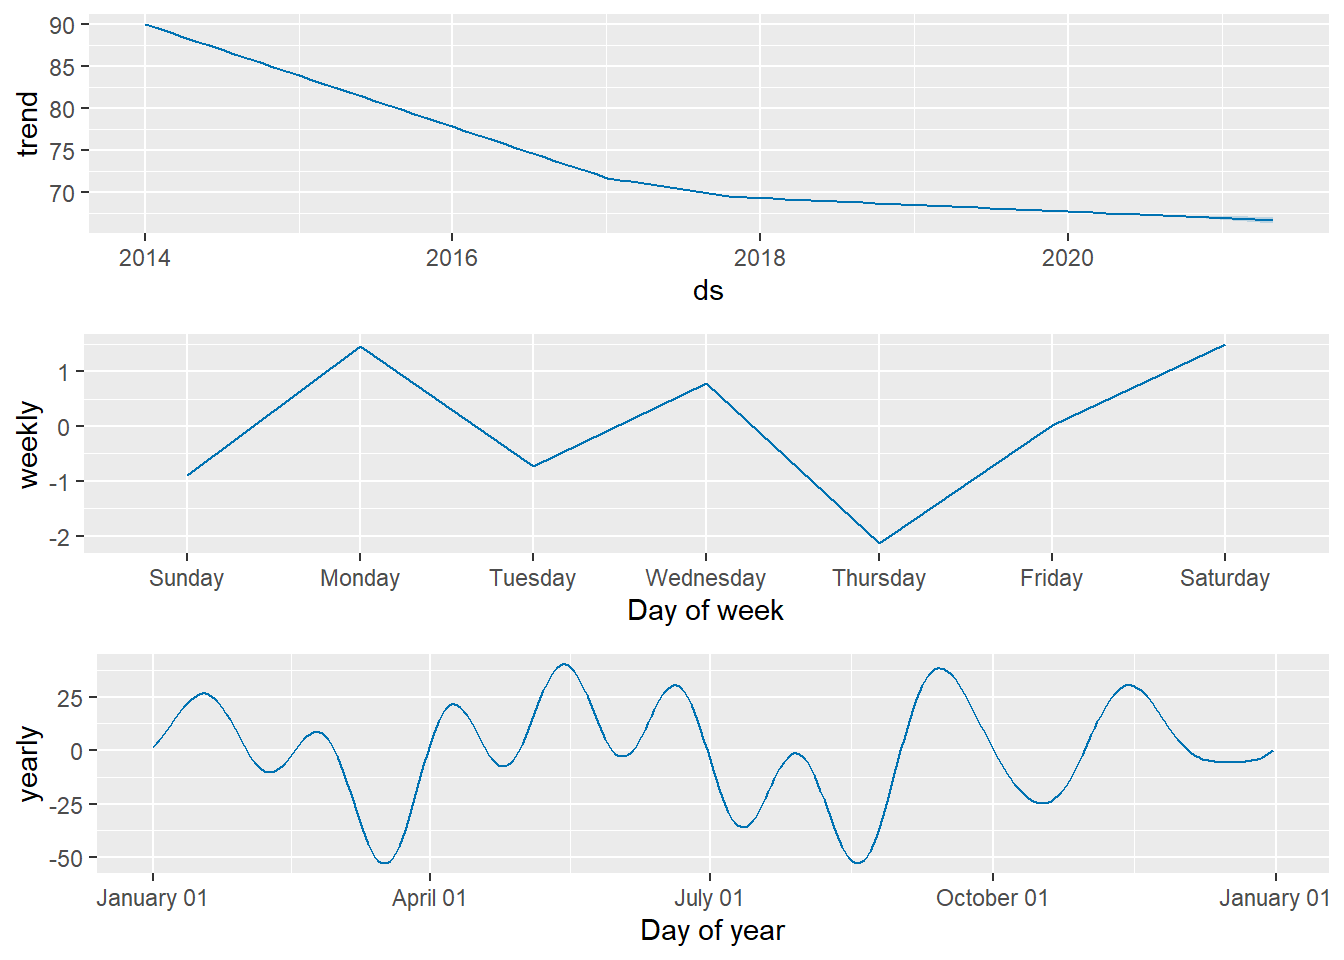 90
85
80
75
70
trend
2014 2016 2018 2020
ds
1
0
-1
-2
weekly
Sunday Monday Tuesday Wednesday Thursday Friday Saturday
Day of week
25
0
-25
-50
yearly
January 01 April 01 July 01 October 01 January 01
Day of year